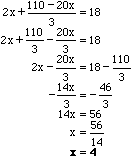 2x + (110 − 20x)/3 = 18
2x + 110/3 − 20x/3 = 18
2x − 20x/3 = 18 − 110/3
−14x/3 = −46/3
14x = 56
x = 56/14
x = 4